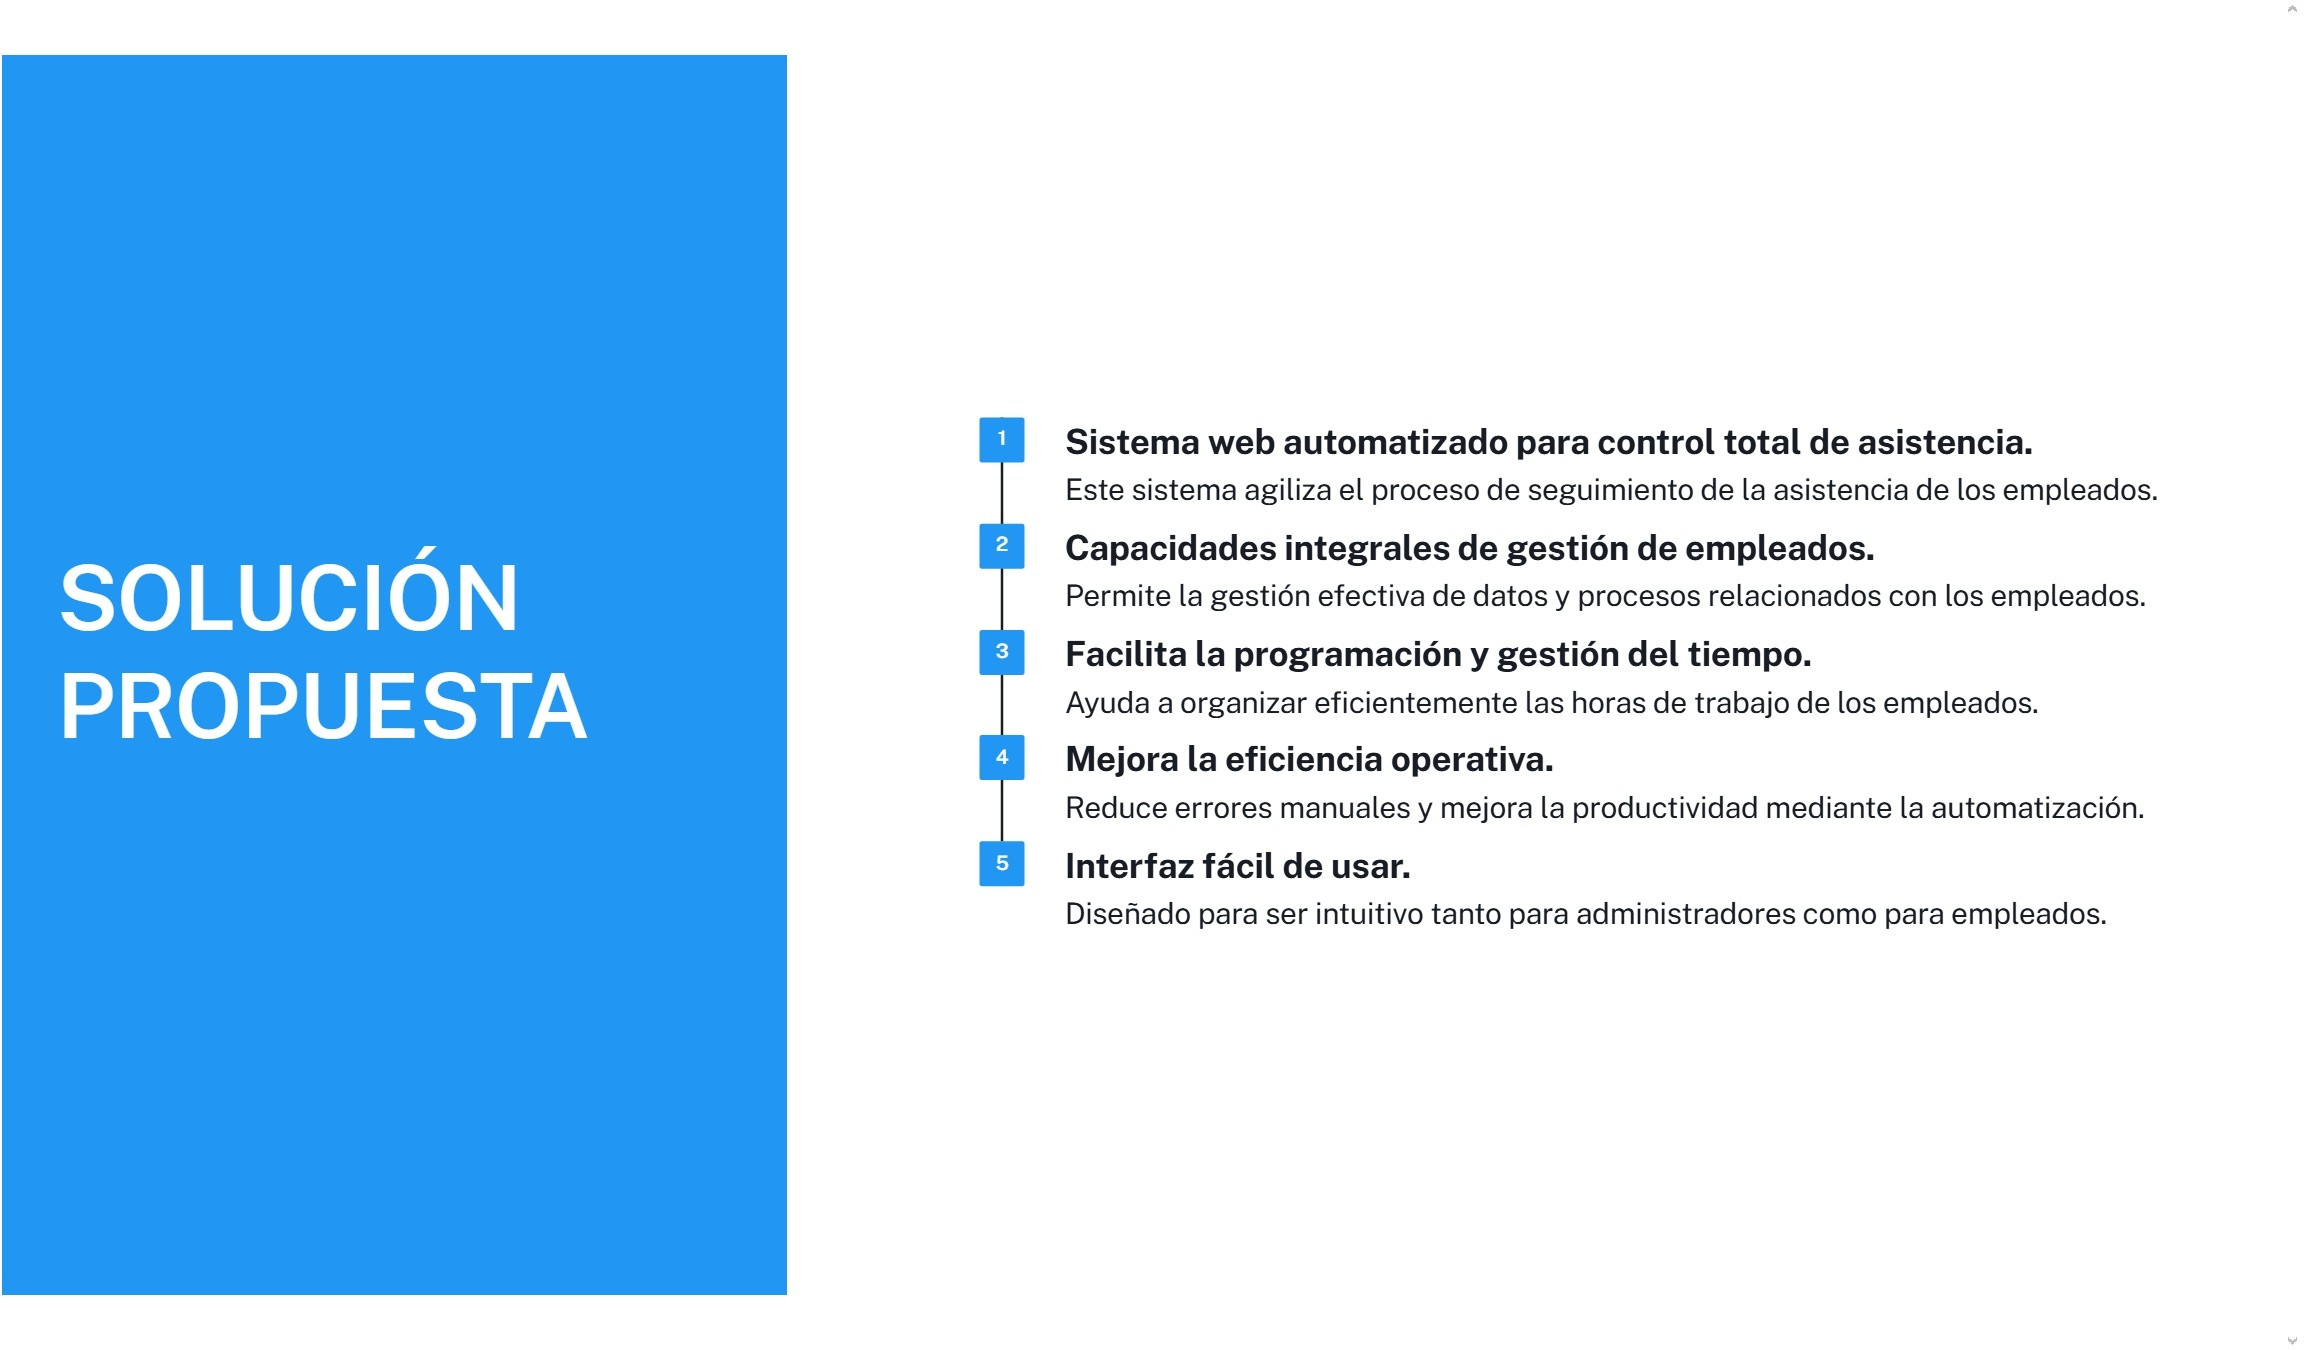 SOLUCIÓN
PROPUESTA
1
Sistema web automatizado para control total de asistencia.
Este sistema agiliza el proceso de seguimiento de la asistencia de los empleados.
2
Capacidades integrales de gestión de empleados.
Permite la gestión efectiva de datos y procesos relacionados con los empleados.
3
Facilita la programación y gestión del tiempo.
Ayuda a organizar eficientemente las horas de trabajo de los empleados.
4
Mejora la eficiencia operativa.
Reduce errores manuales y mejora la productividad mediante la automatización.
5
Interfaz fácil de usar.
Diseñado para ser intuitivo tanto para administradores como para empleados.